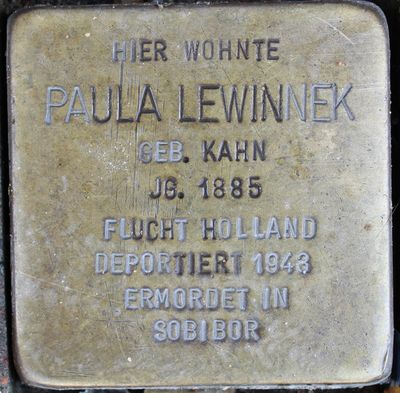 HIER WOHNTE
PAULA LEWINNEK
GEB. KAHN
JG. 1885
FLUCHT HOLLAND
DEPORTIERT 1943
ERMORDET IN
SOBIBOR